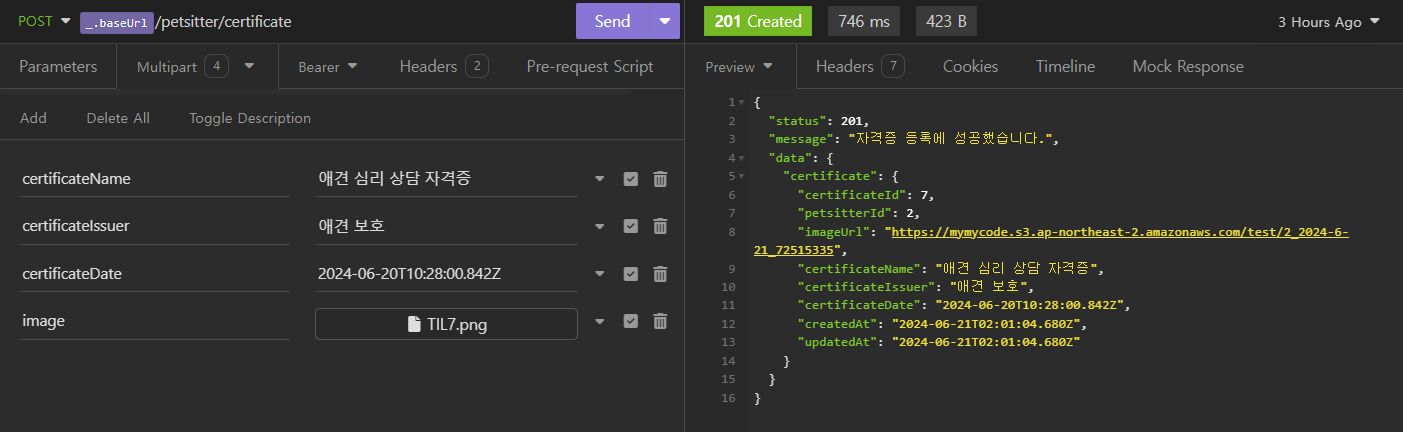 POST _.baseUrl/petsitter/certificate Send
Parameters Multipart 4 Bearer Headers 2 Pre-request Script
Add Delete All Toggle Description
certificateName 애견 심리 상담 자격증
certificateIssuer 애견 보호
certificateDate 2024-06-20T10:28:00.842Z
image TIL7.png
201 Created 746 ms 423 B 3 Hours Ago
Preview Headers 7 Cookies Timeline Mock Response
1 {
2 "status": 201,
3 "message": "자격증 등록에 성공했습니다.",
4 "data": {
5 "certificate": {
6 "certificateId": 7,
7 "petsitterId": 2,
8 "imageUrl": "https://mymycode.s3.ap-northeast-2.amazonaws.com/test/2_2024-6-
21_72515335",
9 "certificateName": "애견 심리 상담 자격증",
10 "certificateIssuer": "애견 보호",
11 "certificateDate": "2024-06-20T10:28:00.842Z",
12 "createdAt": "2024-06-21T02:01:04.680Z",
13 "updatedAt": "2024-06-21T02:01:04.680Z"
14 }
15 }
16 }